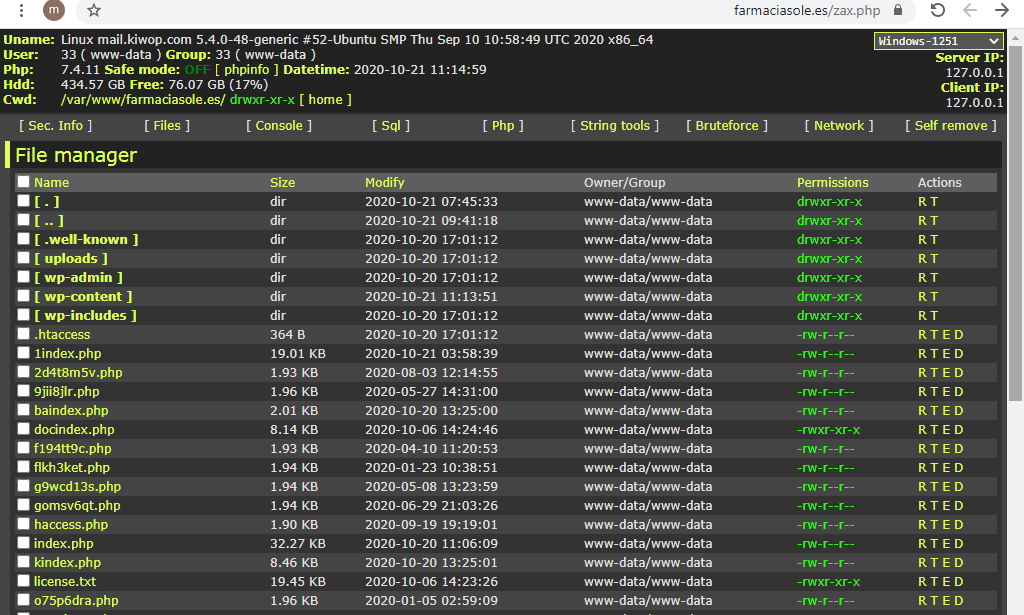 m farmaciasole.es/zax.php
Uname: Linux mail.kiwop.com 5.4.0-48-generic #52-Ubuntu SMP Thu Sep 10 10:58:49 UTC 2020 x86_64 Windows-1251
User: 33 ( www-data ) Group: 33 ( www-data ) Server IP:
Php: 7.4.11 Safe mode: OFF [ phpinfo ] Datetime: 2020-10-21 11:14:59 127.0.0.1
Hdd: 434.57 GB Free: 76.07 GB (17%) Client IP:
Cwd: /var/www/farmaciasole.es/ drwxr-xr-x [ home ] 127.0.0.1
[ Sec. Info ] [ Files ] [ Console ] [ Sql ] [ Php ] [ String tools ] [ Bruteforce ] [ Network ] [ Self remove ]
File manager
Name Size Modify Owner/Group Permissions Actions
[ . ] dir 2020-10-21 07:45:33 www-data/www-data drwxr-xr-x R T
[ .. ] dir 2020-10-21 09:41:18 www-data/www-data drwxr-xr-x R T
[ .well-known ] dir 2020-10-20 17:01:12 www-data/www-data drwxr-xr-x R T
[ uploads ] dir 2020-10-20 17:01:12 www-data/www-data drwxr-xr-x R T
[ wp-admin ] dir 2020-10-20 17:01:12 www-data/www-data drwxr-xr-x R T
[ wp-content ] dir 2020-10-21 11:13:51 www-data/www-data drwxr-xr-x R T
[ wp-includes ] dir 2020-10-20 17:01:12 www-data/www-data drwxr-xr-x R T
.htaccess 364 B 2020-10-20 17:01:12 www-data/www-data -rw-r--r-- R T E D
1index.php 19.01 KB 2020-10-21 03:58:39 www-data/www-data -rw-r--r-- R T E D
2d4t8m5v.php 1.93 KB 2020-08-03 12:14:55 www-data/www-data -rw-r--r-- R T E D
9jii8jlr.php 1.96 KB 2020-05-27 14:31:00 www-data/www-data -rw-r--r-- R T E D
baindex.php 2.01 KB 2020-10-20 13:25:00 www-data/www-data -rw-r--r-- R T E D
docindex.php 8.14 KB 2020-10-06 14:24:46 www-data/www-data -rwxr-xr-x R T E D
f194tt9c.php 1.93 KB 2020-04-10 11:20:53 www-data/www-data -rw-r--r-- R T E D
flkh3ket.php 1.94 KB 2020-01-23 10:38:51 www-data/www-data -rw-r--r-- R T E D
g9wcd13s.php 1.94 KB 2020-05-08 13:23:59 www-data/www-data -rw-r--r-- R T E D
gomsv6qt.php 1.94 KB 2020-06-29 21:03:26 www-data/www-data -rw-r--r-- R T E D
haccess.php 1.90 KB 2020-09-19 19:19:01 www-data/www-data -rw-r--r-- R T E D
index.php 32.27 KB 2020-10-20 11:06:09 www-data/www-data -rw-r--r-- R T E D
kindex.php 8.46 KB 2020-10-20 13:25:01 www-data/www-data -rw-r--r-- R T E D
license.txt 19.45 KB 2020-10-06 14:23:26 www-data/www-data -rwxr-xr-x R T E D
o75p6dra.php 1.96 KB 2020-01-05 02:59:09 www-data/www-data -rw-r--r-- R T E D